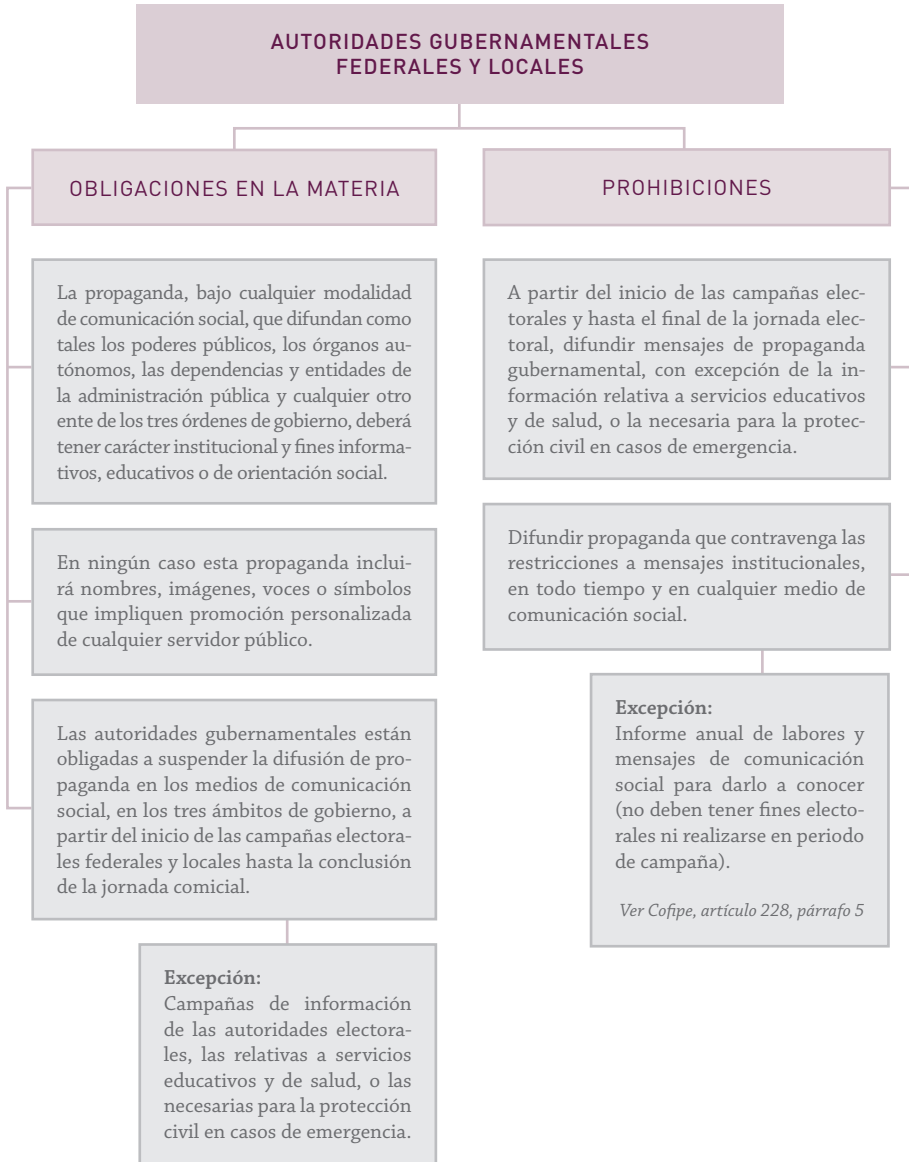 AUTORIDADES GUBERNAMENTALES
FEDERALES Y LOCALES
OBLIGACIONES EN LA MATERIA
La propaganda, bajo cualquier modalidad
de comunicación social, que difundan como
tales los poderes públicos, los órganos au-
tónomos, las dependencias y entidades de
la administración pública y cualquier otro
ente de los tres órdenes de gobierno, deberá
tener carácter institucional y fines informa-
tivos, educativos o de orientación social.
En ningún caso esta propaganda inclui-
rá nombres, imágenes, voces o símbolos
que impliquen promoción personalizada
de cualquier servidor público.
Las autoridades gubernamentales están
obligadas a suspender la difusión de pro-
paganda en los medios de comunicación
social, en los tres ámbitos de gobierno, a
partir del inicio de las campañas electora-
les federales y locales hasta la conclusión
de la jornada comicial.
Excepción:
Campañas de información
de las autoridades electora-
les, las relativas a servicios
educativos y de salud, o las
necesarias para la protección
civil en casos de emergencia.
PROHIBICIONES
A partir del inicio de las campañas elec-
torales y hasta el final de la jornada elec-
toral, difundir mensajes de propaganda
gubernamental, con excepción de la in-
formación relativa a servicios educativos
y de salud, o la necesaria para la protec-
ción civil en casos de emergencia.
Difundir propaganda que contravenga las
restricciones a mensajes institucionales,
en todo tiempo y en cualquier medio de
comunicación social.
Excepción:
Informe anual de labores y
mensajes de comunicación
social para darlo a conocer
(no deben tener fines electo-
rales ni realizarse en periodo
de campaña).
Ver Cofipe, artículo 228, párrafo 5